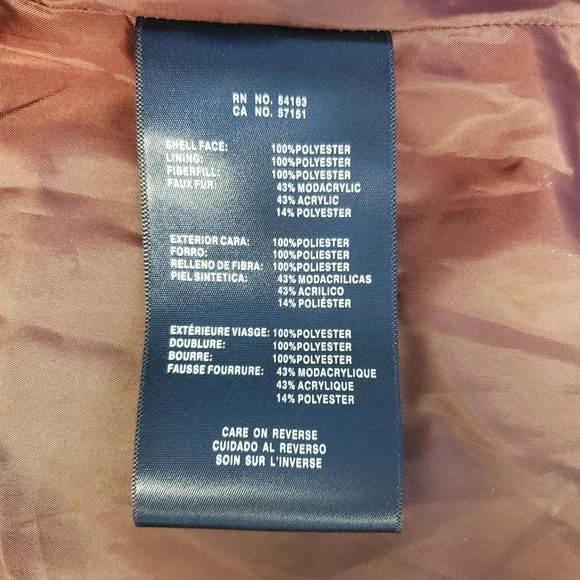 RN NO. 54163
CA NO. 57151
SHELL FACE: 100%POLYESTER
LINING: 100%POLYESTER
FIBERFILL: 100%POLYESTER
FAUX FUR: 43% MODACRYLIC
43% ACRYLIC
14% POLYESTER
EXTERIOR CARA: 100%POLIESTER
FORRO: 100%POLIESTER
RELLENO DE FIBRA: 100%POLIESTER
PIEL SINTETICA: 43% MODACRILICAS
43% ACRILICO
14% POLIÉSTER
EXTÉRIEURE VIASGE: 100%POLYESTER
DOUBLURE: 100%POLYESTER
BOURRE: 100%POLYESTER
FAUSSE FOURRURE: 43% MODACRYLIQUE
43% ACRYLIQUE
14% POLYESTER
CARE ON REVERSE
CUIDADO AL REVERSO
SOIN SUR L'INVERSE